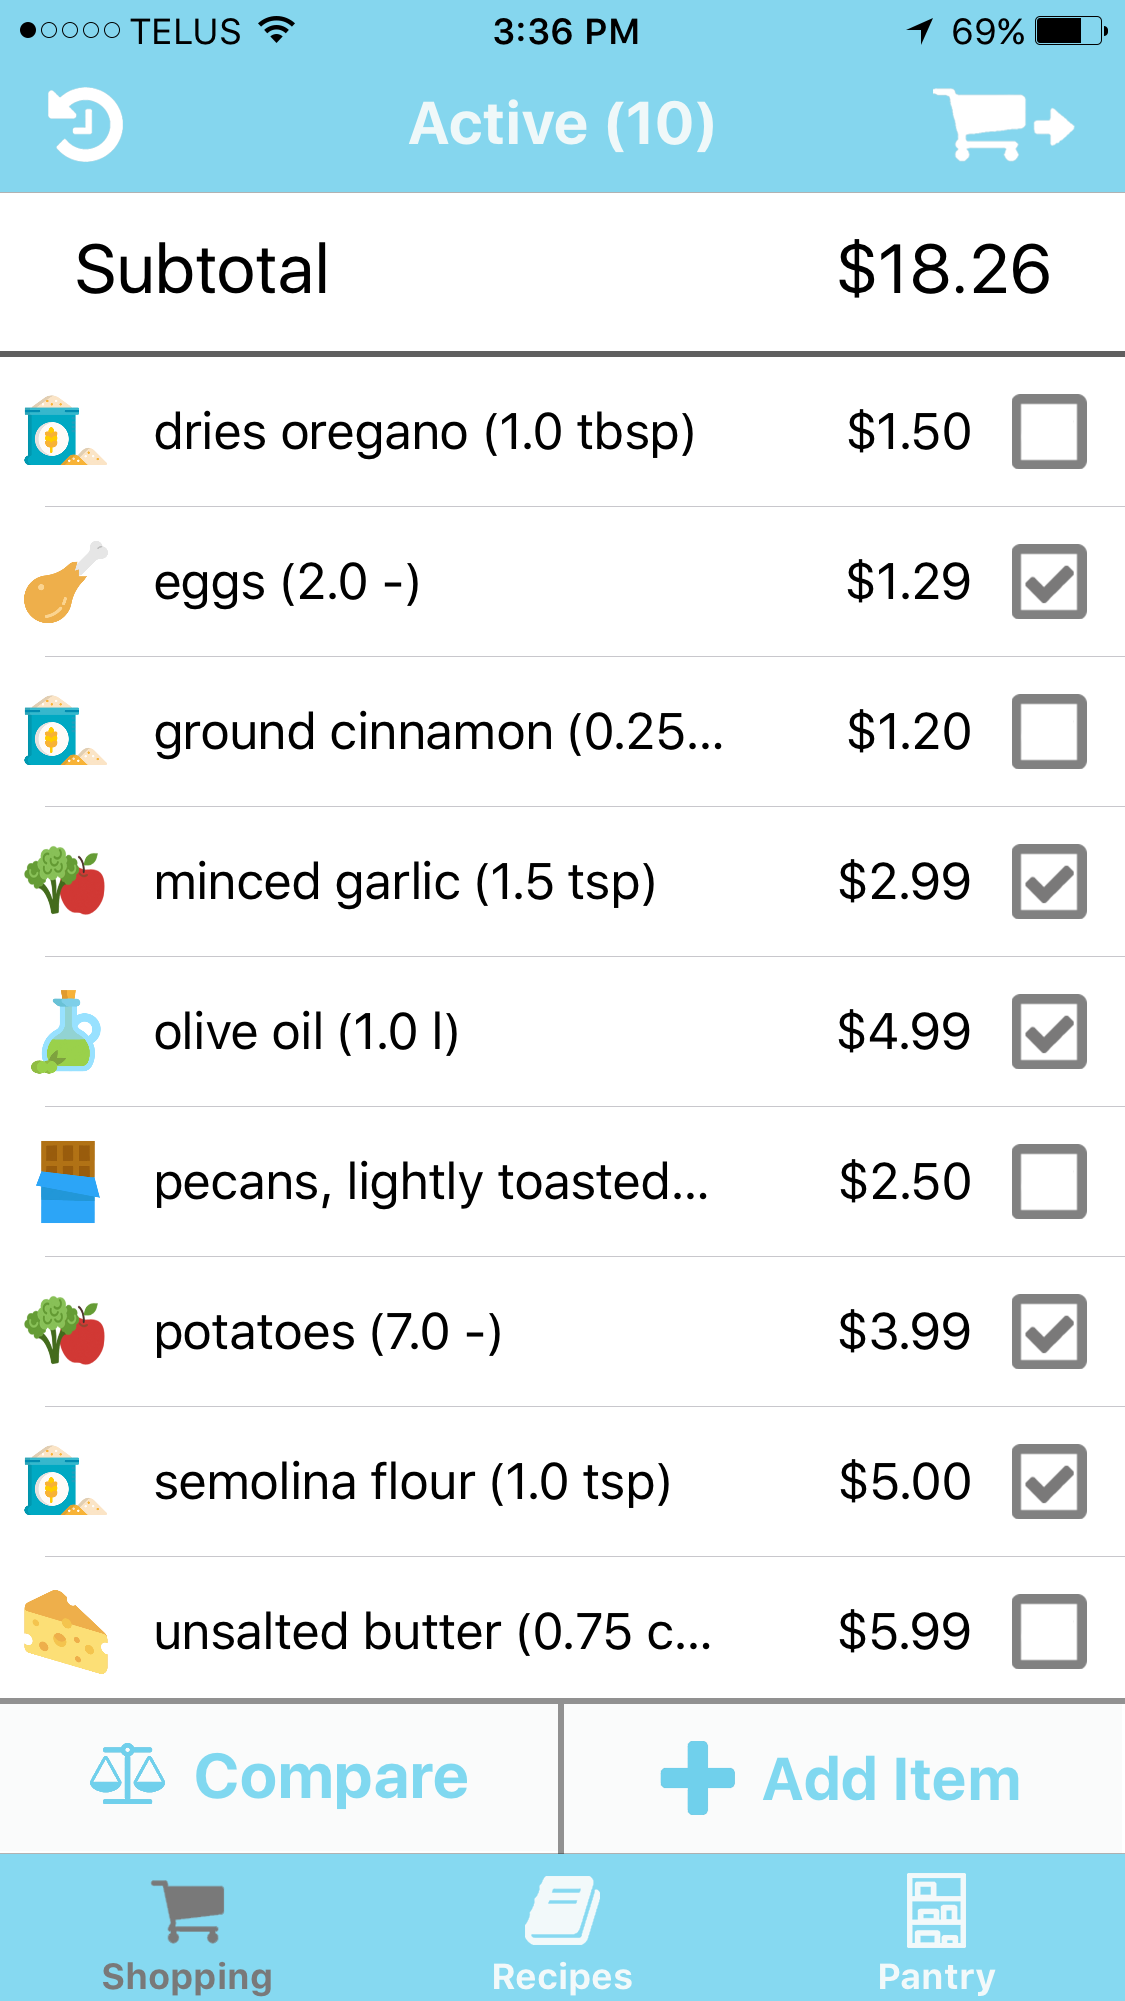 TELUS 3:36 PM 69%
Active (10)
Subtotal $18.26
dries oregano (1.0 tbsp) $1.50
eggs (2.0 -) $1.29
ground cinnamon (0.25... $1.20
minced garlic (1.5 tsp) $2.99
olive oil (1.0 l) $4.99
pecans, lightly toasted... $2.50
potatoes (7.0 -) $3.99
semolina flour (1.0 tsp) $5.00
unsalted butter (0.75 c... $5.99
Compare Add Item
Shopping Recipes Pantry